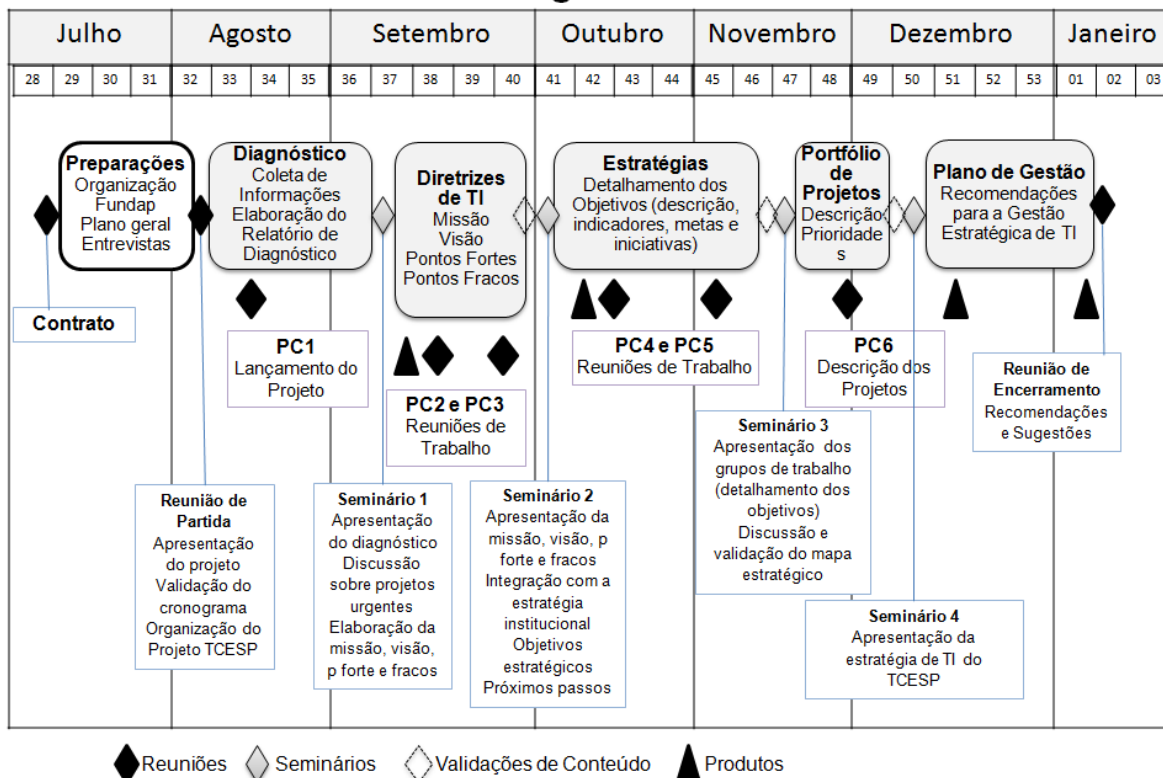 Julho Agosto Setembro Outubro Novembro Dezembro Janeiro
28 29 30 31 32 33 34 35 36 37 38 39 40 41 42 43 44 45 46 47 48 49 50 51 52 53 01 02 03
Preparações
Organização
Fundap
Plano geral
Entrevistas
Diagnóstico
Coleta de
Informações
Elaboração do
Relatório de
Diagnóstico
Diretrizes
de TI
Missão
Visão
Pontos Fortes
Pontos Fracos
Estratégias
Detalhamento dos
Objetivos (descrição,
indicadores, metas e
iniciativas)
Portfólio
de
Projetos
Descrição
Prioridade
s
Plano de Gestão
Recomendações
para a Gestão
Estratégica de TI
Contrato
PC1
Lançamento do
Projeto
PC2 e PC3
Reuniões de
Trabalho
PC4 e PC5
Reuniões de Trabalho
PC6
Descrição dos
Projetos
Reunião de
Encerramento
Recomendações
e Sugestões
Reunião de
Partida
Apresentação
do projeto
Validação do
cronograma
Organização do
Projeto TCESP
Seminário 1
Apresentação
do diagnóstico
Discussão
sobre projetos
urgentes
Elaboração da
missão, visão,
p forte e fracos
Seminário 2
Apresentação da
missão, visão, p
forte e fracos
Integração com a
estratégia
institucional
Objetivos
estratégicos
Próximos passos
Seminário 3
Apresentação dos
grupos de trabalho
(detalhamento dos
objetivos)
Discussão e
validação do mapa
estratégico
Seminário 4
Apresentação da
estratégia de TI do
TCESP
Reuniões Seminários Validações de Conteúdo Produtos